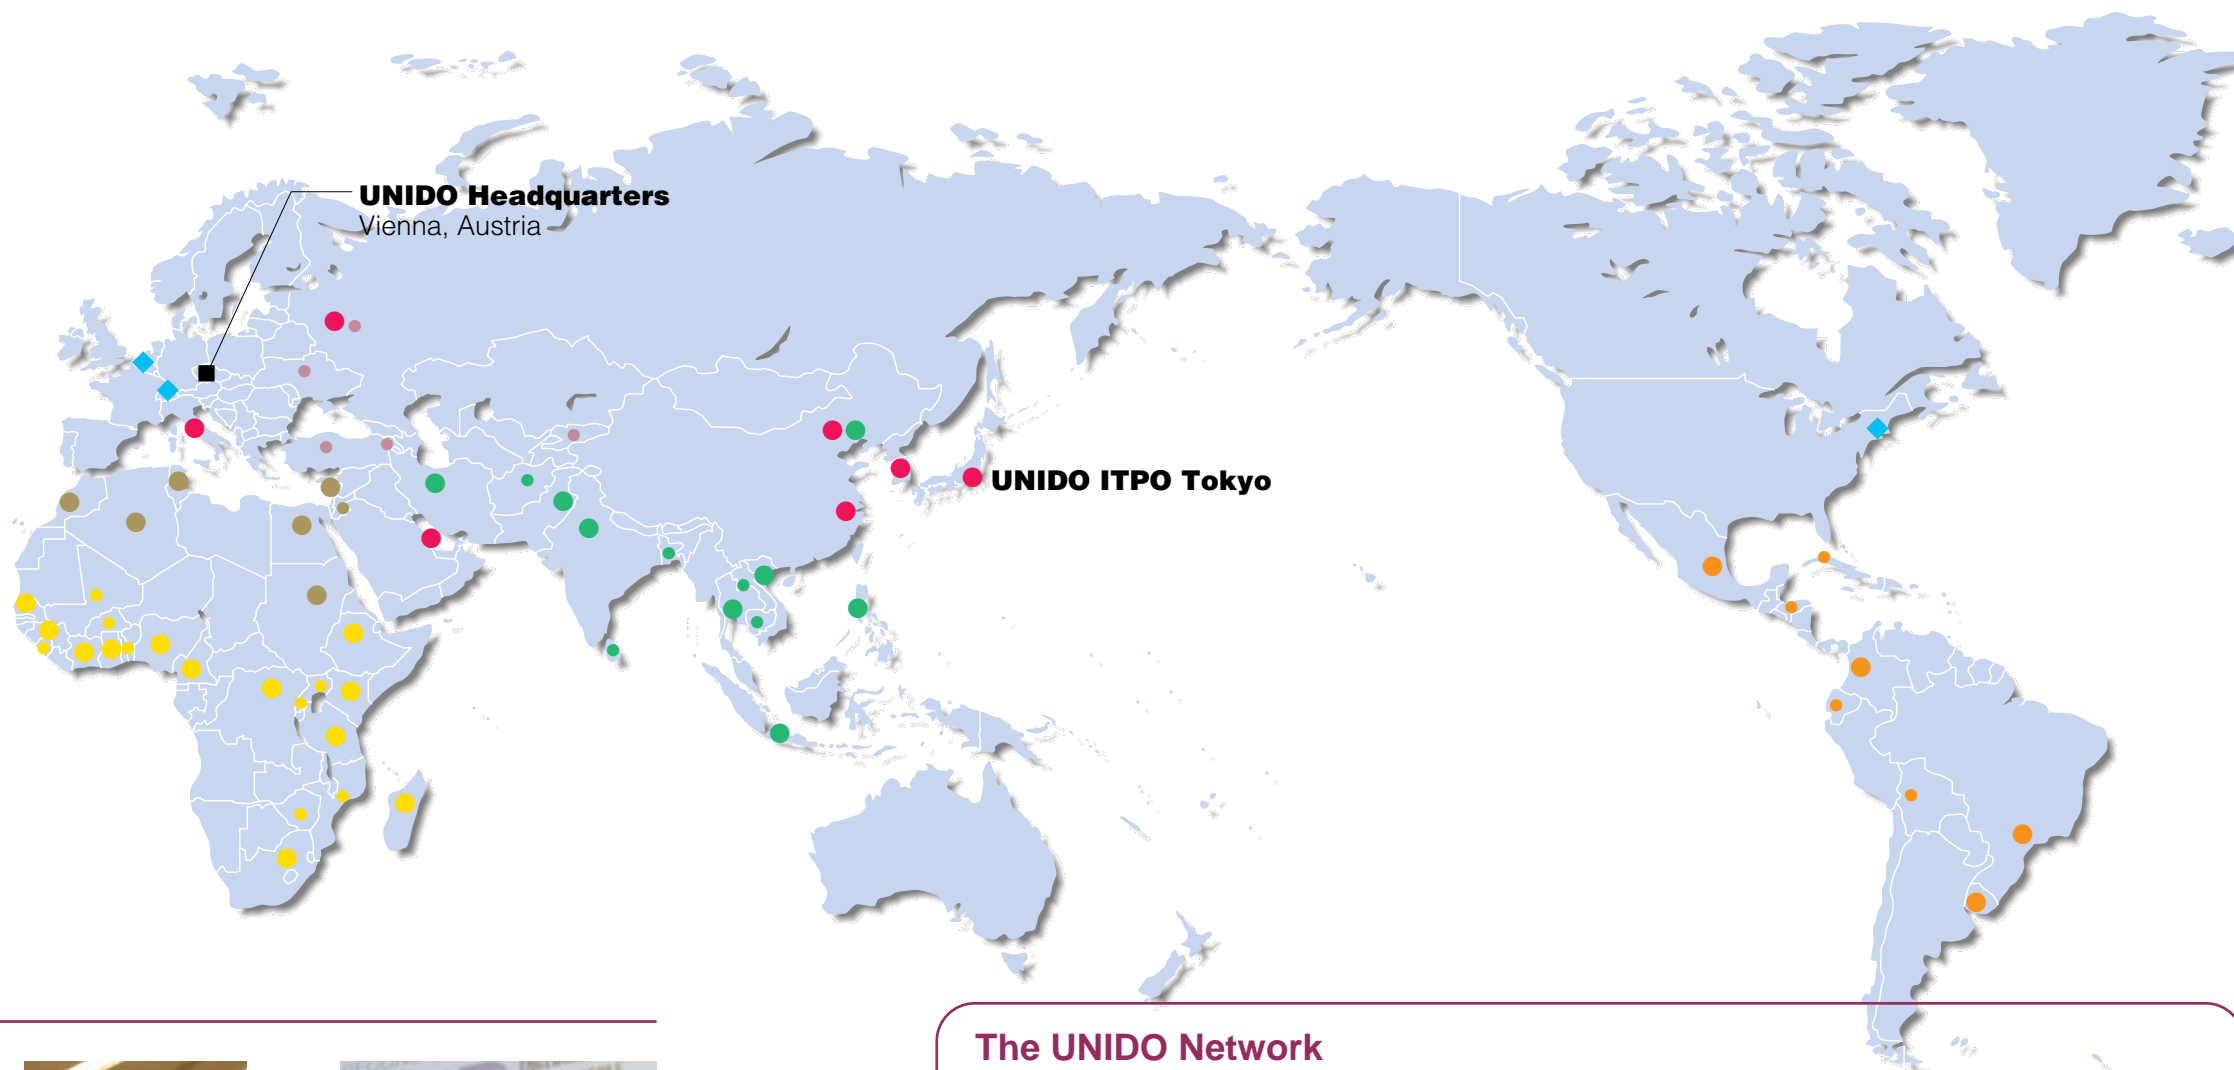 UNIDO Headquarters
Vienna, Austria
UNIDO ITPO Tokyo
The UNIDO Network